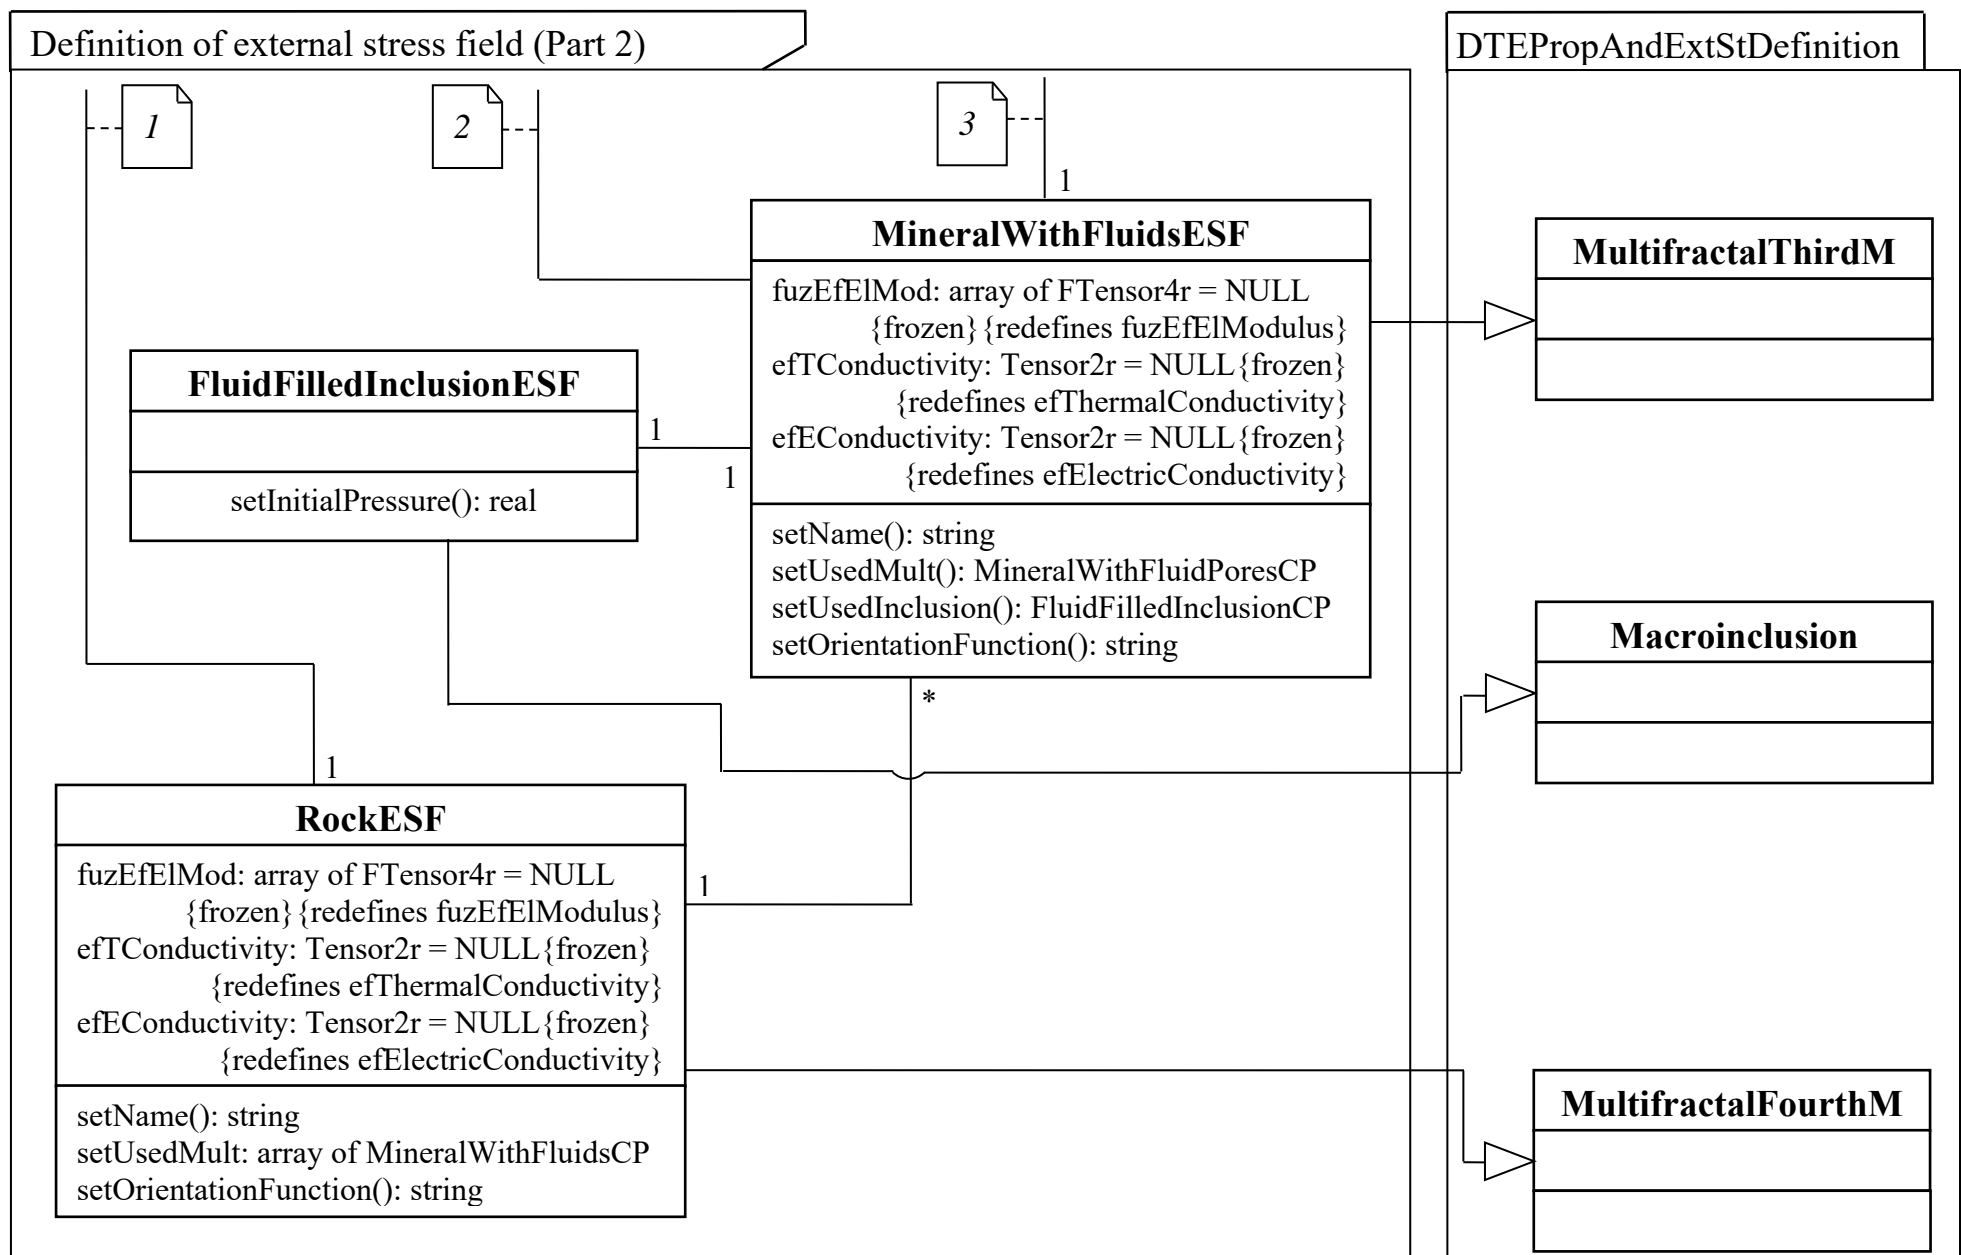 Definition of external stress field (Part 2)
DTEPropAndExtStDefinition
1
2
3
1
MineralWithFluidsESF
fuzEfElMod: array of FTensor4r = NULL
{frozen}{redefines fuzEfElModulus}
efTConductivity: Tensor2r = NULL{frozen}
{redefines efThermalConductivity}
efEConductivity: Tensor2r = NULL{frozen}
{redefines efElectricConductivity}
setName(): string
setUsedMult(): MineralWithFluidPoresCP
setUsedInclusion(): FluidFilledInclusionCP
setOrientationFunction(): string
MultifractalThirdM
FluidFilledInclusionESF
setInitialPressure(): real
1
1
Macroinclusion
*
1
RockESF
fuzEfElMod: array of FTensor4r = NULL
{frozen}{redefines fuzEfElModulus}
efTConductivity: Tensor2r = NULL{frozen}
{redefines efThermalConductivity}
efEConductivity: Tensor2r = NULL{frozen}
{redefines efElectricConductivity}
setName(): string
setUsedMult: array of MineralWithFluidsCP
setOrientationFunction(): string
1
MultifractalFourthM